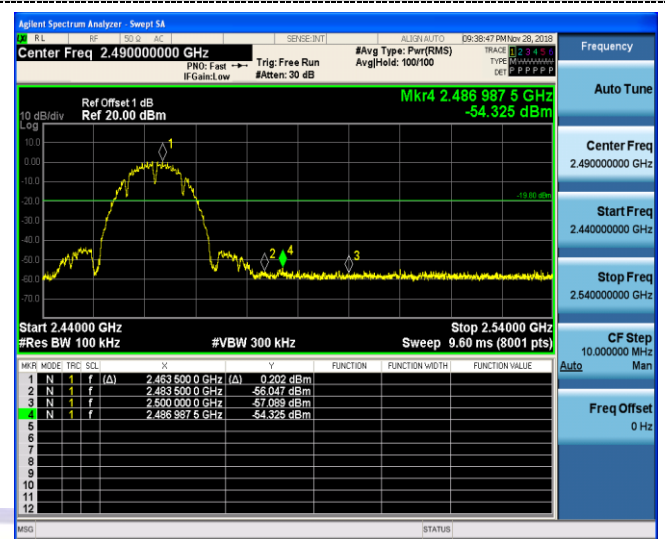 Agilent Spectrum Analyzer - Swept SA
RL RF 50 Ω AC SENSE:INT ALIGN AUTO 09:38:47 PM Nov 28, 2018
Center Freq 2.490000000 GHz
PNO: Fast
IFGain:Low
Trig: Free Run
#Atten: 30 dB
#Avg Type: Pwr(RMS)
Avg|Hold: 100/100
TRACE 1 2 3 4 5 6
TYPE M
DET P P P P P P
Frequency
Ref Offset 1 dB
10 dB/div Ref 20.00 dBm
Log
Mkr4 2.486 987 5 GHz
-54.325 dBm
10.0
0.00
-10.0
-20.0
-30.0
-40.0
-50.0
-60.0
-70.0
1
2
4
3
-19.80 dBm
Start 2.44000 GHz Stop 2.54000 GHz
#Res BW 100 kHz #VBW 300 kHz Sweep 9.60 ms (8001 pts)
MKR MODE TRC SCL X Y FUNCTION FUNCTION WIDTH FUNCTION VALUE
1 N 1 f (Δ) 2.463 500 0 GHz (Δ) 0.202 dBm
2 N 1 f 2.483 500 0 GHz -56.047 dBm
3 N 1 f 2.500 000 0 GHz -57.089 dBm
4 N 1 f 2.486 987 5 GHz -54.325 dBm
5
6
7
8
9
10
11
12
MSG STATUS
Auto Tune
Center Freq
2.490000000 GHz
Start Freq
2.440000000 GHz
Stop Freq
2.540000000 GHz
CF Step
10.000000 MHz
Auto Man
Freq Offset
0 Hz